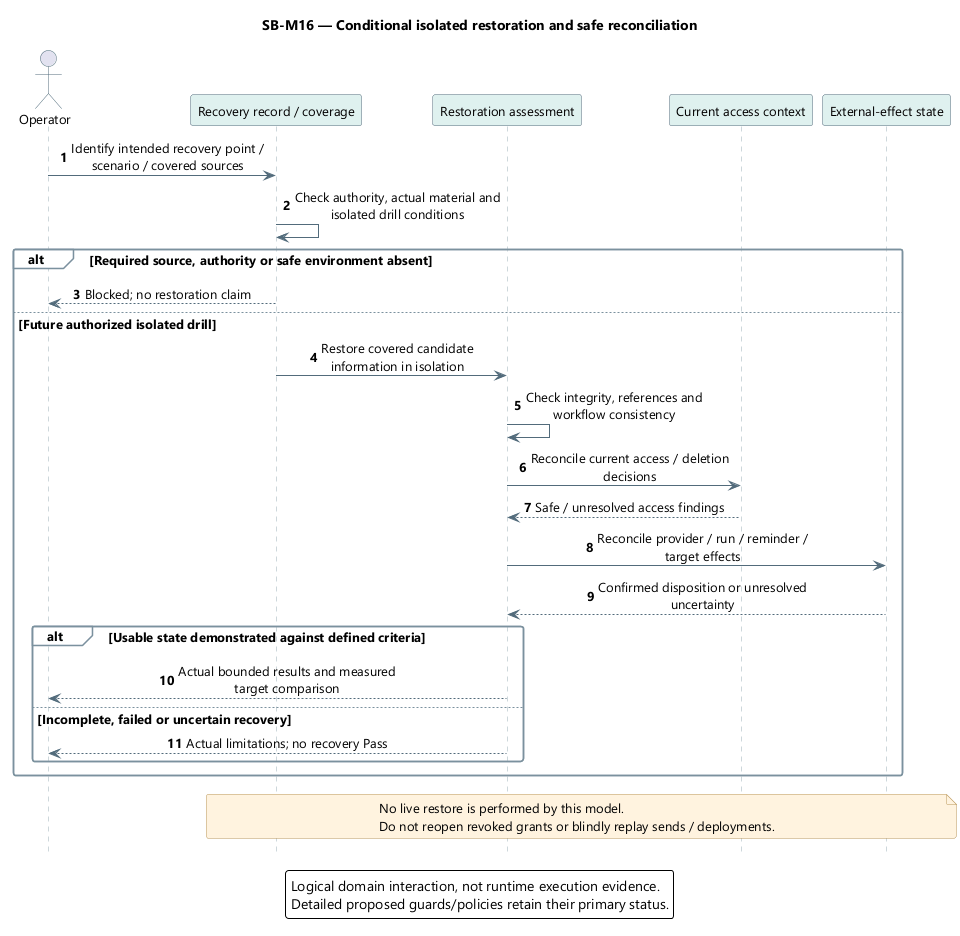 SB-M16 — Conditional isolated restoration and safe reconciliation
Operator
Recovery record / coverage
Restoration assessment
Current access context
External-effect state
1 Identify intended recovery point /
scenario / covered sources
2 Check authority, actual material and
isolated drill conditions
alt [Required source, authority or safe environment absent]
3 Blocked; no restoration claim
[Future authorized isolated drill]
4 Restore covered candidate
information in isolation
5 Check integrity, references and
workflow consistency
6 Reconcile current access / deletion
decisions
7 Safe / unresolved access findings
8 Reconcile provider / run / reminder /
target effects
9 Confirmed disposition or unresolved
uncertainty
alt [Usable state demonstrated against defined criteria]
10 Actual bounded results and measured
target comparison
[Incomplete, failed or uncertain recovery]
11 Actual limitations; no recovery Pass
No live restore is performed by this model.
Do not reopen revoked grants or blindly replay sends / deployments.
Logical domain interaction, not runtime execution evidence.
Detailed proposed guards/policies retain their primary status.